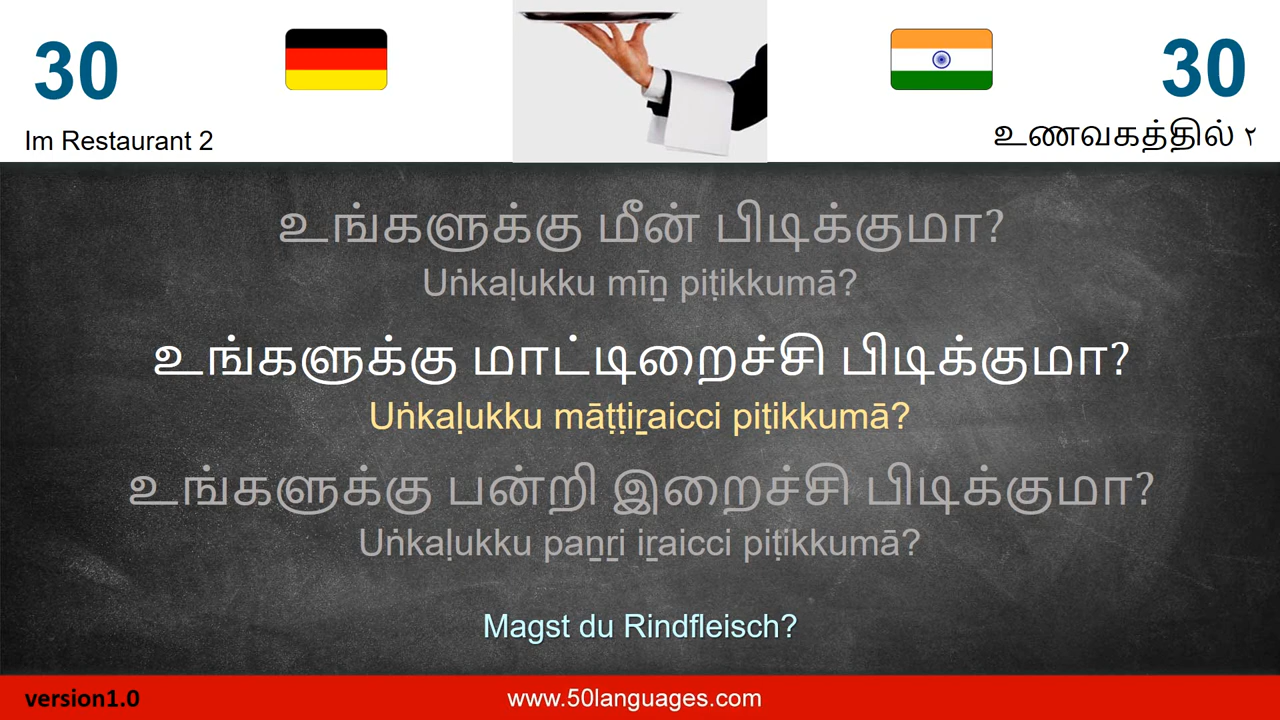 30
30
Im Restaurant 2
உணவகத்தில் २
உங்களுக்கு மீன் பிடிக்குமா?
Uṅkaḷukku mīṉ piṭikkumā?
உங்களுக்கு மாட்டிறைச்சி பிடிக்குமா?
Uṅkaḷukku māṭṭiṟaicci piṭikkumā?
உங்களுக்கு பன்றி இறைச்சி பிடிக்குமா?
Uṅkaḷukku paṉṟi iṟaicci piṭikkumā?
Magst du Rindfleisch?
version1.0
www.50languages.com